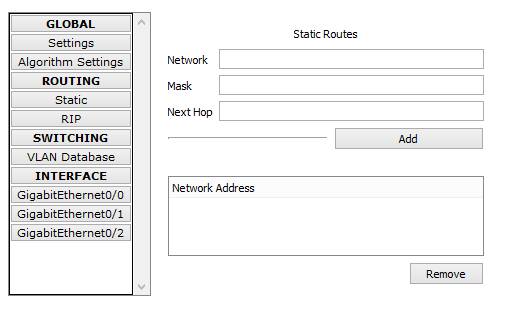 GLOBAL
Settings
Algorithm Settings
ROUTING
Static
RIP
SWITCHING
VLAN Database
INTERFACE
GigabitEthernet0/0
GigabitEthernet0/1
GigabitEthernet0/2
Static Routes
Network
Mask
Next Hop
Add
Network Address
Remove